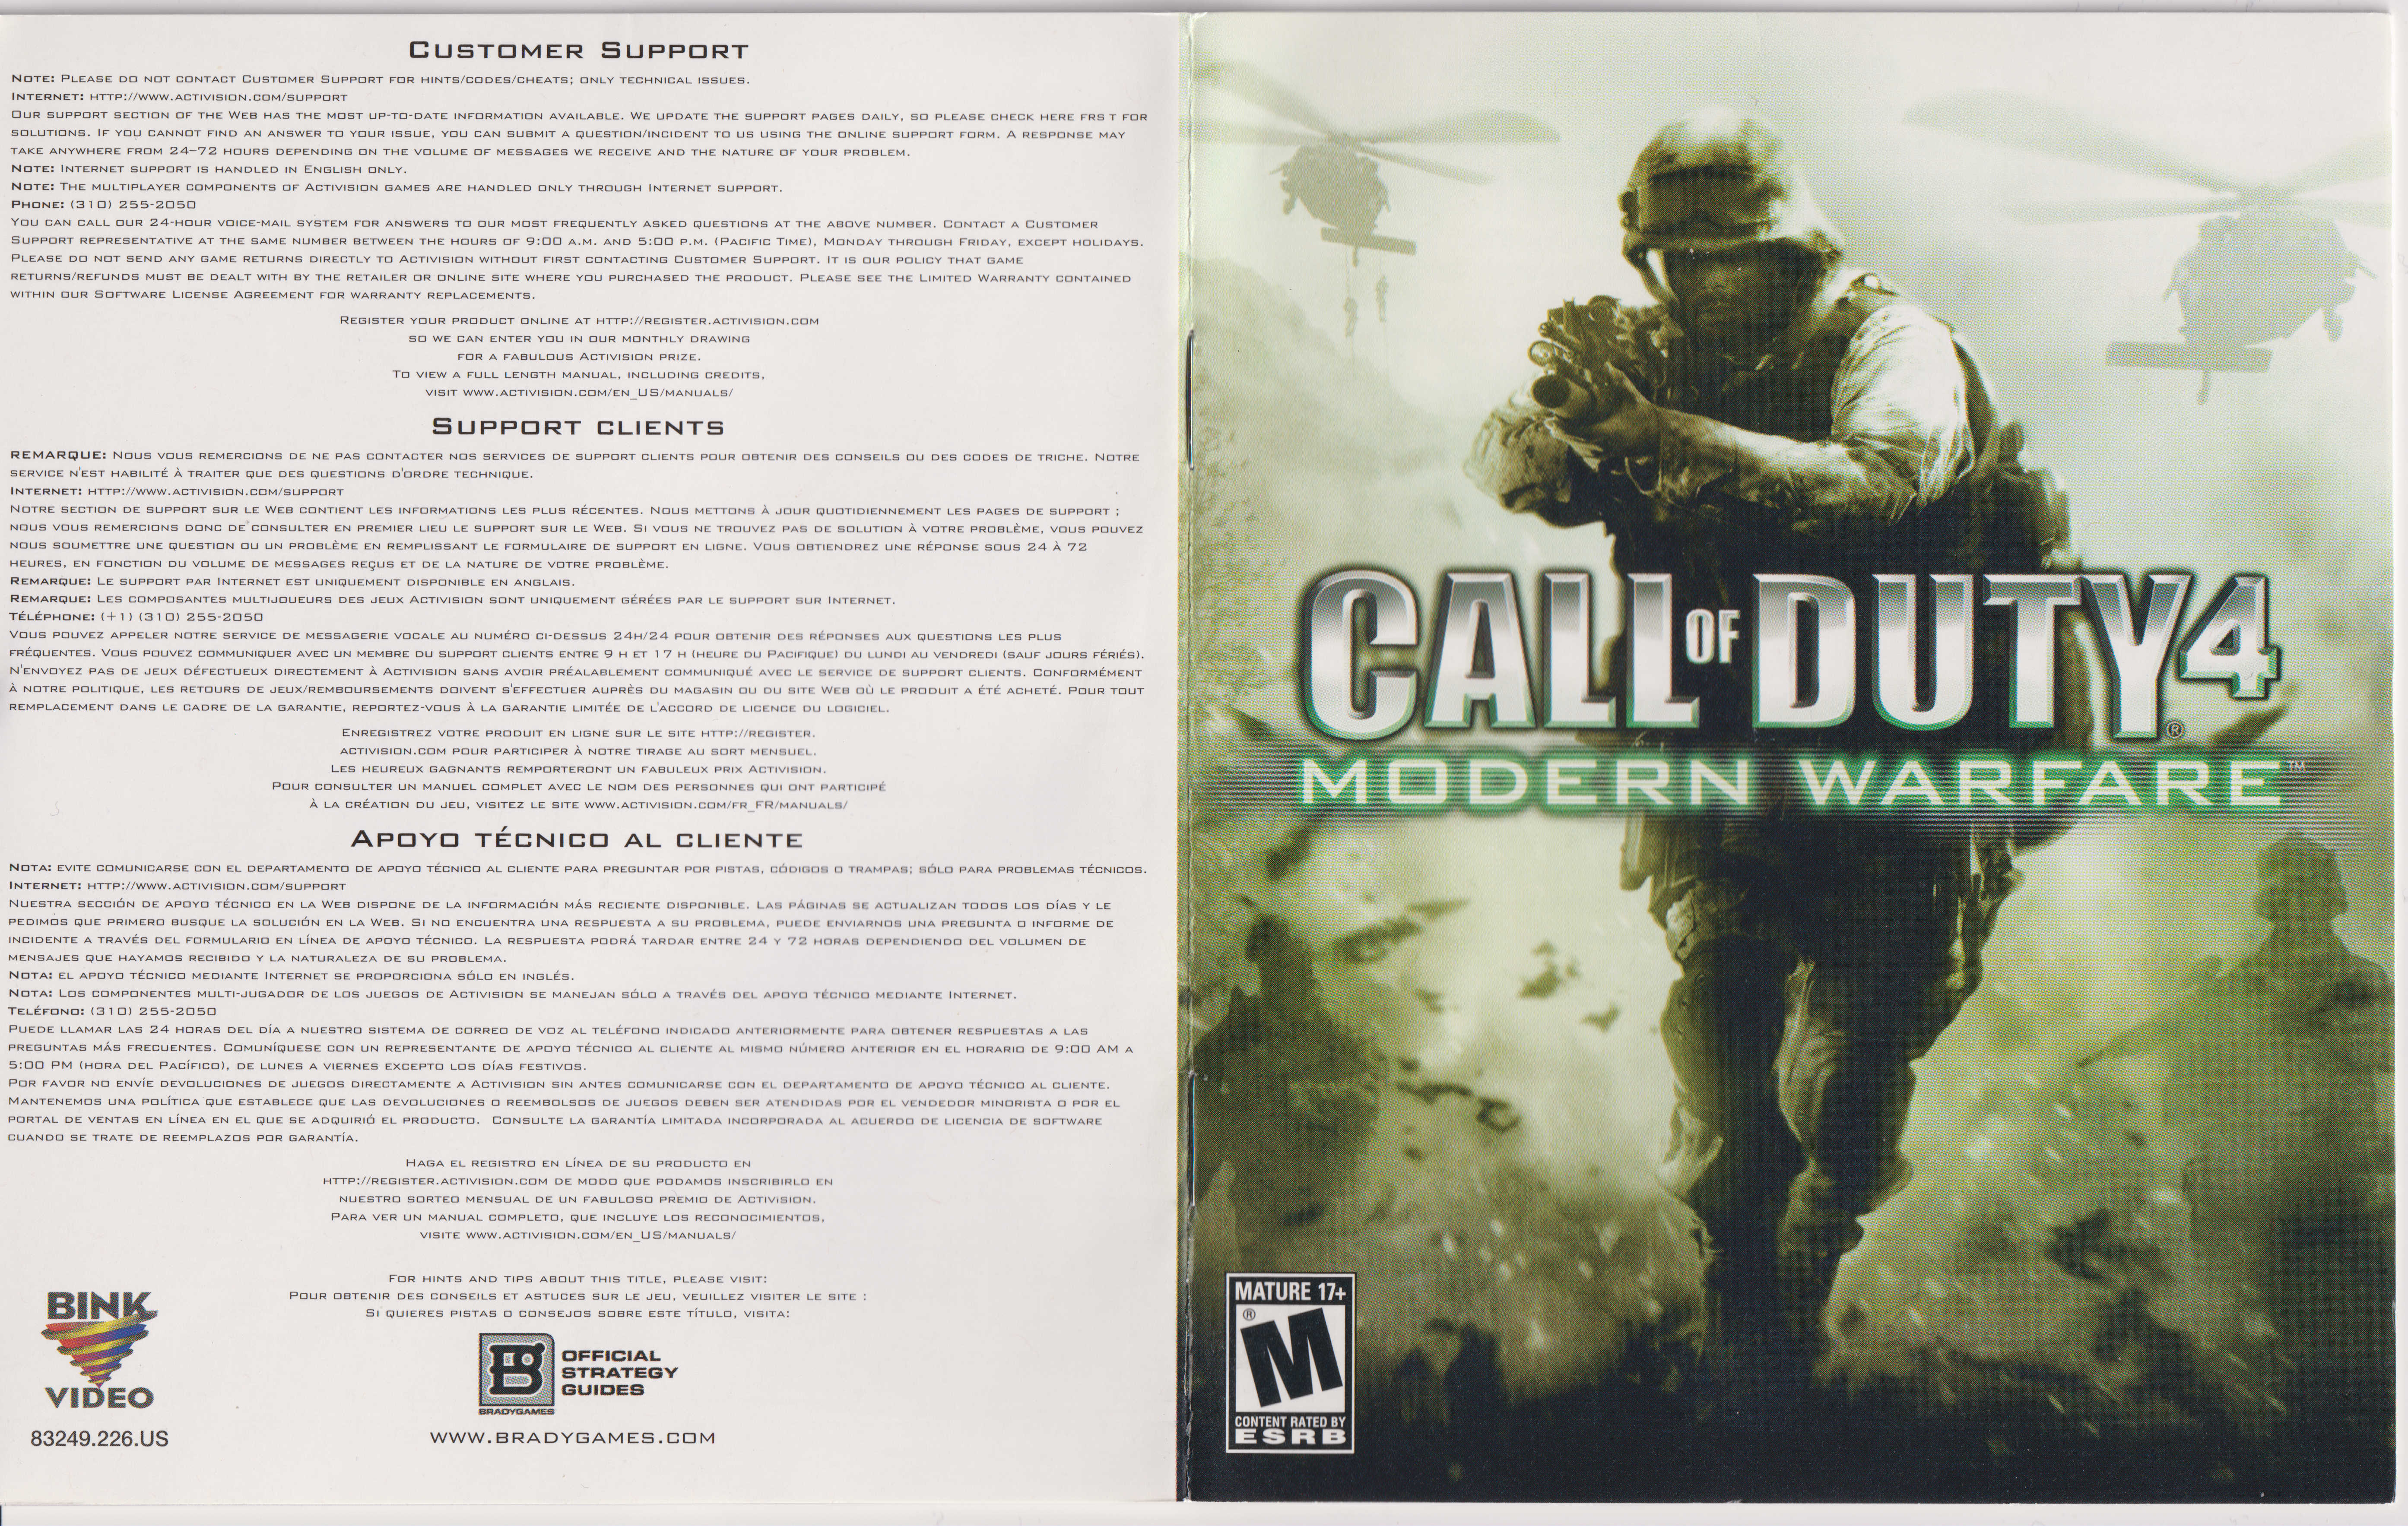 Customer Support
Note: Please do not contact Customer Support for hints/codes/cheats; only technical issues.
Internet: http://www.activision.com/support
Our support section of the Web has the most up-to-date information available. We update the support pages daily, so please check here frs t for
solutions. If you cannot find an answer to your issue, you can submit a question/incident to us using the online support form. A response may
take anywhere from 24–72 hours depending on the volume of messages we receive and the nature of your problem.
Note: Internet support is handled in English only.
Note: The multiplayer components of Activision games are handled only through Internet support.
Phone: (310) 255-2050
You can call our 24-hour voice-mail system for answers to our most frequently asked questions at the above number. Contact a Customer
Support representative at the same number between the hours of 9:00 a.m. and 5:00 p.m. (Pacific Time), Monday through Friday, except holidays.
Please do not send any game returns directly to Activision without first contacting Customer Support. It is our policy that game
returns/refunds must be dealt with by the retailer or online site where you purchased the product. Please see the Limited Warranty contained
within our Software License Agreement for warranty replacements.
Register your product online at http://register.activision.com
so we can enter you in our monthly drawing
for a fabulous Activision prize.
To view a full length manual, including credits,
visit www.activision.com/en_US/manuals/
Support clients
REMARQUE: Nous vous remercions de ne pas contacter nos services de support clients pour obtenir des conseils ou des codes de triche. Notre
service n'est habilité à traiter que des questions d'ordre technique.
Internet: http://www.activision.com/support
Notre section de support sur le Web contient les informations les plus récentes. Nous mettons à jour quotidiennement les pages de support ;
nous vous remercions donc de consulter en premier lieu le support sur le Web. Si vous ne trouvez pas de solution à votre problème, vous pouvez
nous soumettre une question ou un problème en remplissant le formulaire de support en ligne. Vous obtiendrez une réponse sous 24 à 72
heures, en fonction du volume de messages reçus et de la nature de votre problème.
Remarque: Le support par Internet est uniquement disponible en anglais.
Remarque: Les composantes multijoueurs des jeux Activision sont uniquement gérées par le support sur Internet.
Téléphone: (+1) (310) 255-2050
Vous pouvez appeler notre service de messagerie vocale au numéro ci-dessus 24h/24 pour obtenir des réponses aux questions les plus
fréquentes. Vous pouvez communiquer avec un membre du support clients entre 9 h et 17 h (heure du Pacifique) du lundi au vendredi (sauf jours fériés).
N'envoyez pas de jeux défectueux directement à Activision sans avoir préalablement communiqué avec le service de support clients. Conformément
à notre politique, les retours de jeux/remboursements doivent s'effectuer auprès du magasin ou du site Web où le produit a été acheté. Pour tout
remplacement dans le cadre de la garantie, reportez-vous à la garantie limitée de l'accord de licence du logiciel.
Enregistrez votre produit en ligne sur le site http://register.
activision.com pour participer à notre tirage au sort mensuel.
Les heureux gagnants remporteront un fabuleux prix Activision.
Pour consulter un manuel complet avec le nom des personnes qui ont participé
à la création du jeu, visitez le site www.activision.com/fr_FR/manuals/
Apoyo técnico al cliente
Nota: evite comunicarse con el departamento de apoyo técnico al cliente para preguntar por pistas, códigos o trampas; sólo para problemas técnicos.
Internet: http://www.activision.com/support
Nuestra sección de apoyo técnico en la Web dispone de la información más reciente disponible. Las páginas se actualizan todos los días y le
pedimos que primero busque la solución en la Web. Si no encuentra una respuesta a su problema, puede enviarnos una pregunta o informe de
incidente a través del formulario en línea de apoyo técnico. La respuesta podrá tardar entre 24 y 72 horas dependiendo del volumen de
mensajes que hayamos recibido y la naturaleza de su problema.
Nota: el apoyo técnico mediante Internet se proporciona sólo en inglés.
Nota: Los componentes multi-jugador de los juegos de Activision se manejan sólo a través del apoyo técnico mediante Internet.
Teléfono: (310) 255-2050
Puede llamar las 24 horas del día a nuestro sistema de correo de voz al teléfono indicado anteriormente para obtener respuestas a las
preguntas más frecuentes. Comuníquese con un representante de apoyo técnico al cliente al mismo número anterior en el horario de 9:00 AM a
5:00 PM (hora del Pacífico), de lunes a viernes excepto los días festivos.
Por favor no envíe devoluciones de juegos directamente a Activision sin antes comunicarse con el departamento de apoyo técnico al cliente.
Mantenemos una política que establece que las devoluciones o reembolsos de juegos deben ser atendidas por el vendedor minorista o por el
portal de ventas en línea en el que se adquirió el producto. Consulte la garantía limitada incorporada al acuerdo de licencia de software
cuando se trate de reemplazos por garantía.
Haga el registro en línea de su producto en
http://register.activision.com de modo que podamos inscribirlo en
nuestro sorteo mensual de un fabuloso premio de Activision.
Para ver un manual completo, que incluye los reconocimientos,
visite www.activision.com/en_US/manuals/
For hints and tips about this title, please visit:
Pour obtenir des conseils et astuces sur le jeu, veuillez visiter le site :
Si quieres pistas o consejos sobre este título, visita:
BINK
VIDEO
83249.226.US
BG
BRADYGAMES
OFFICIAL
STRATEGY
GUIDES
WWW.BRADYGAMES.COM
CALL OF DUTY 4®
MODERN WARFARE™
MATURE 17+
M®
CONTENT RATED BY
ESRB